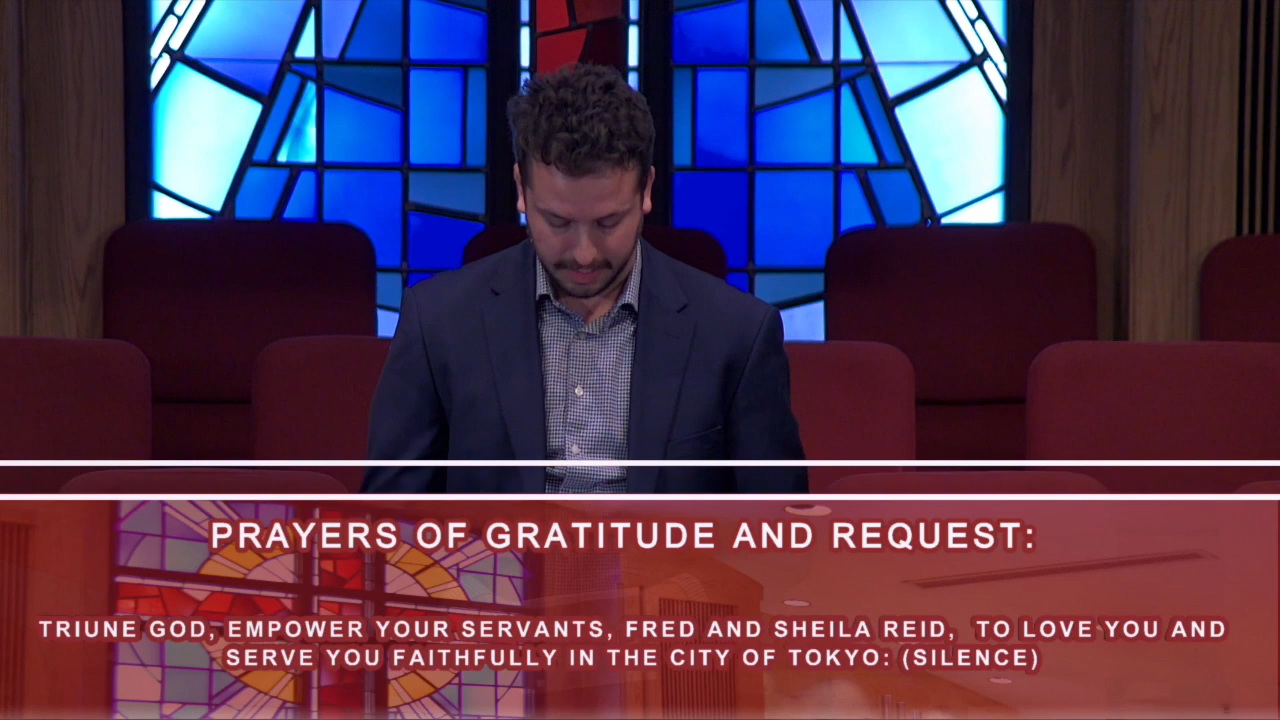 PRAYERS OF GRATITUDE AND REQUEST:
TRIUNE GOD, EMPOWER YOUR SERVANTS, FRED AND SHEILA REID,  TO LOVE YOU AND
SERVE YOU FAITHFULLY IN THE CITY OF TOKYO: (SILENCE)